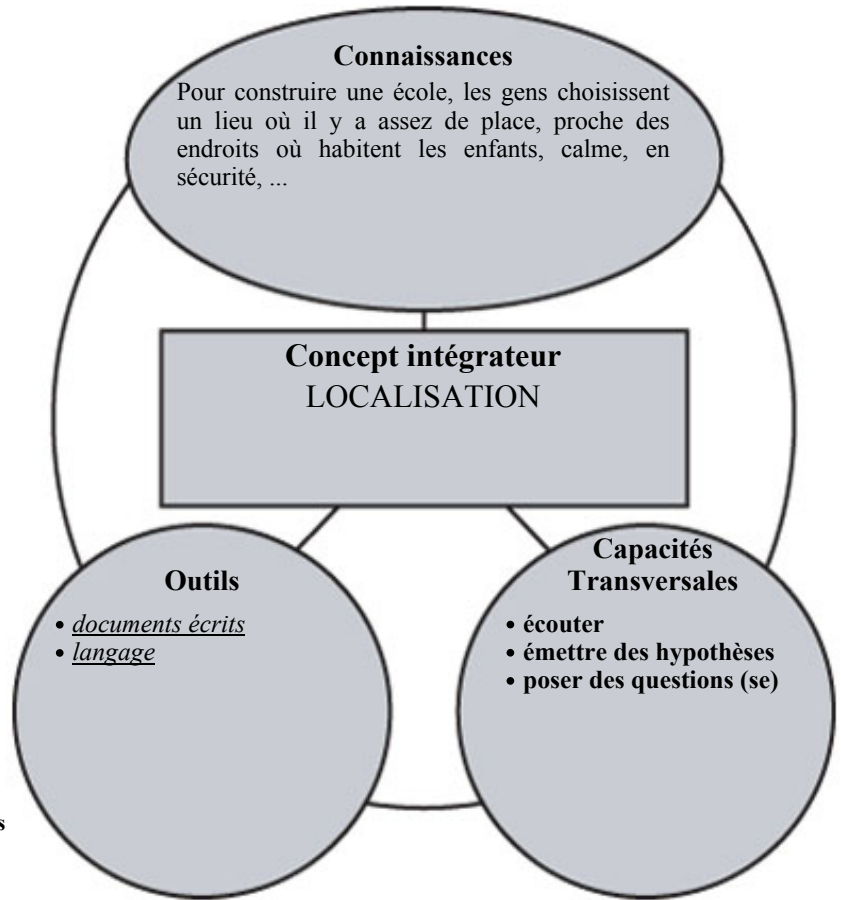 Connaissances
Pour construire une école, les gens choisissent
un lieu où il y a assez de place, proche des
endroits où habitent les enfants, calme, en
sécurité, ...
Concept intégrateur
LOCALISATION
Outils
• documents écrits
• langage
Capacités
Transversales
• écouter
• émettre des hypothèses
• poser des questions (se)
s